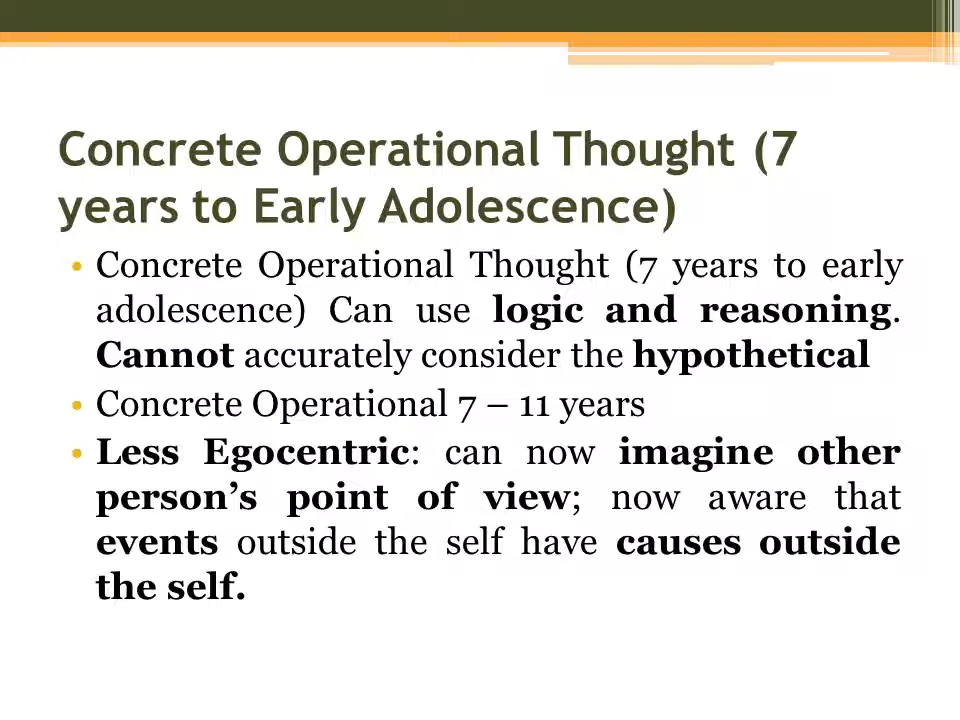 Concrete Operational Thought (7
years to Early Adolescence)
• Concrete Operational Thought (7 years to early
adolescence) Can use logic and reasoning.
Cannot accurately consider the hypothetical
• Concrete Operational 7 – 11 years
• Less Egocentric: can now imagine other
person’s point of view; now aware that
events outside the self have causes outside
the self.